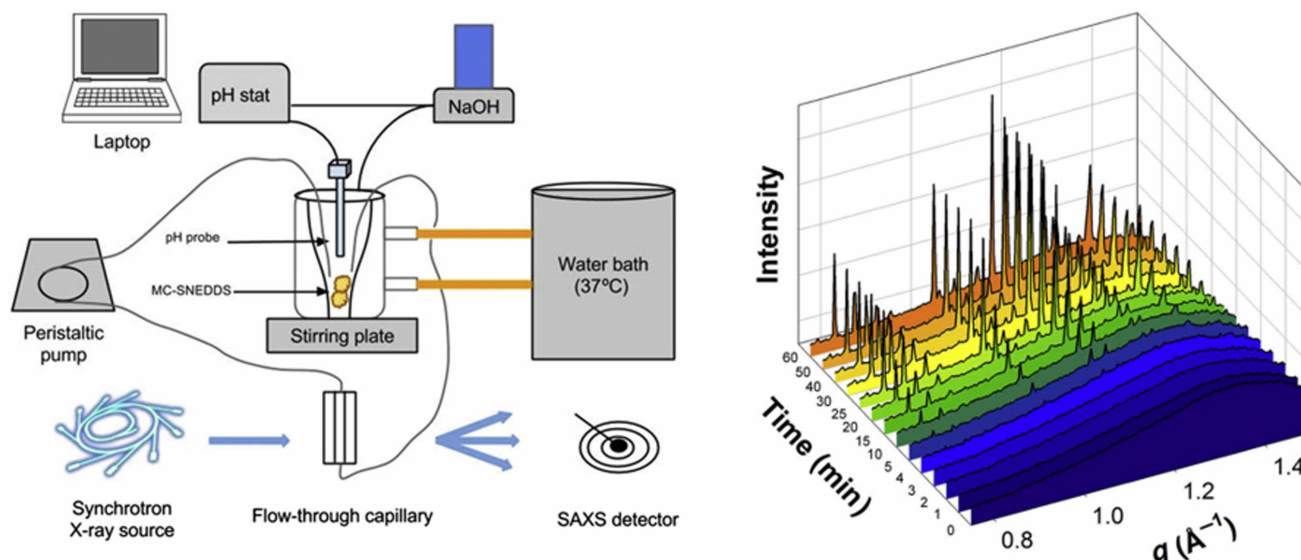 pH stat
NaOH
Laptop
pH probe
MC-SNEDDS
Water bath
(37°C)
Peristaltic
pump
Stirring plate
Synchrotron
X-ray source
Flow-through capillary
SAXS detector
Intensity
60
50
40
30
25
20
15
10
5
4
3
2
1
0
Time (min)
0.8
1.0
1.2
1.4
q (Å⁻¹)